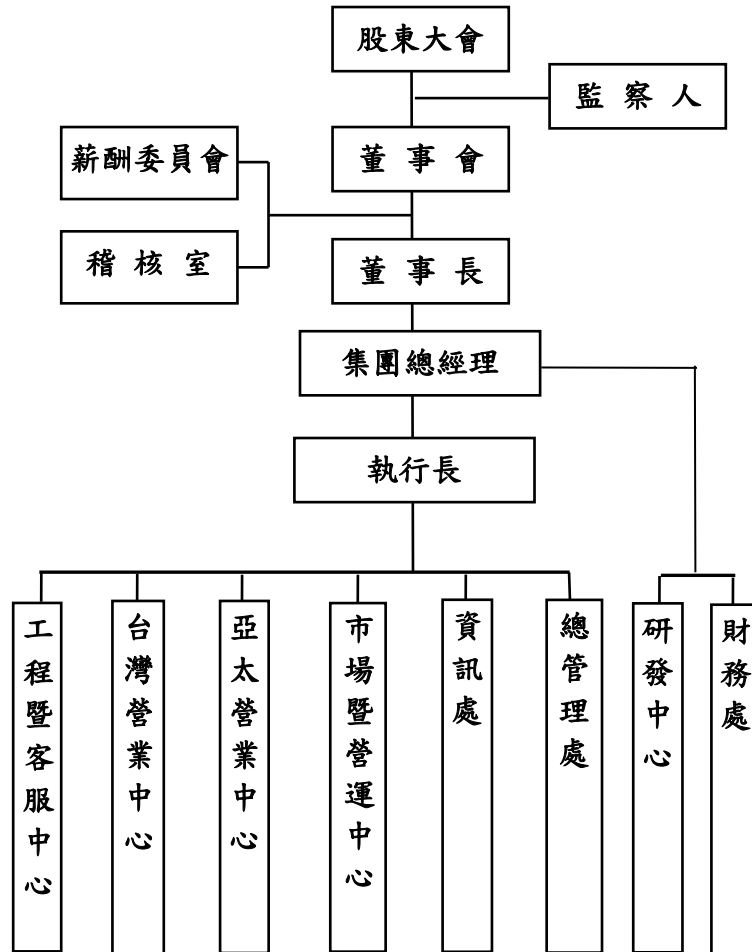 股東大會
監察人
薪酬委員會
董事會
稽核室
董事長
集團總經理
執行長
工程暨客服中心
台灣營業中心
亞太營業中心
市場暨營運中心
資訊處
總管理處
研發中心
財務處